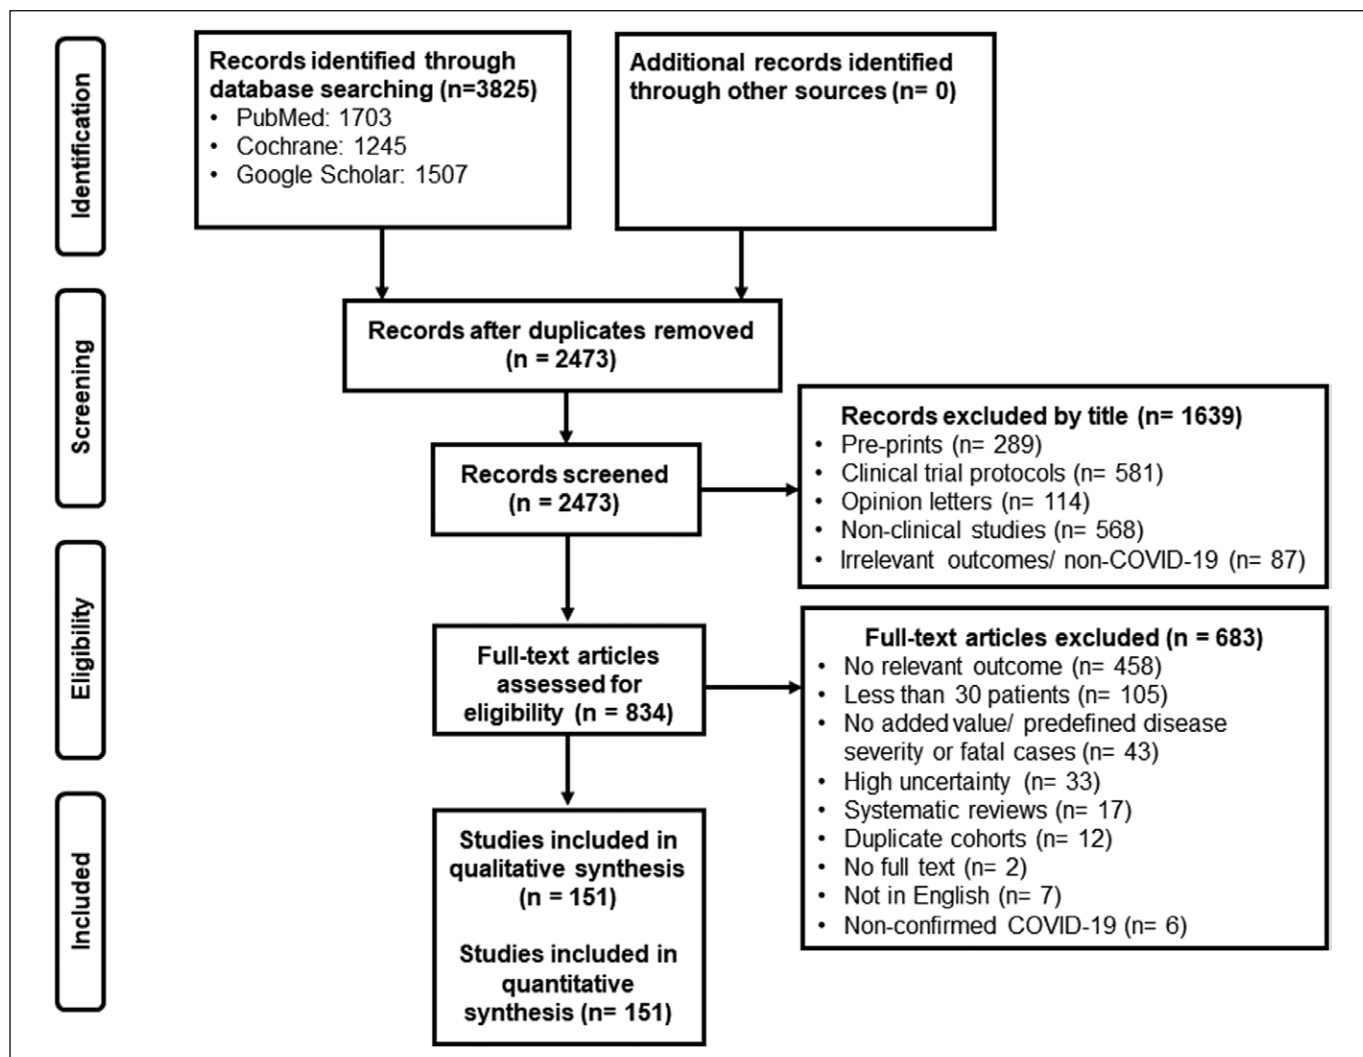 Identification
Records identified through
database searching (n=3825)
• PubMed: 1703
• Cochrane: 1245
• Google Scholar: 1507
Additional records identified
through other sources (n= 0)
Screening
Records after duplicates removed
(n = 2473)
Records screened
(n = 2473)
Records excluded by title (n= 1639)
• Pre-prints (n= 289)
• Clinical trial protocols (n= 581)
• Opinion letters (n= 114)
• Non-clinical studies (n= 568)
• Irrelevant outcomes/ non-COVID-19 (n= 87)
Eligibility
Full-text articles
assessed for
eligibility (n = 834)
Full-text articles excluded (n = 683)
• No relevant outcome (n= 458)
• Less than 30 patients (n= 105)
• No added value/ predefined disease
severity or fatal cases (n= 43)
• High uncertainty (n= 33)
• Systematic reviews (n= 17)
• Duplicate cohorts (n= 12)
• No full text (n= 2)
• Not in English (n= 7)
• Non-confirmed COVID-19 (n= 6)
Included
Studies included in
qualitative synthesis
(n = 151)
Studies included in
quantitative
synthesis (n= 151)